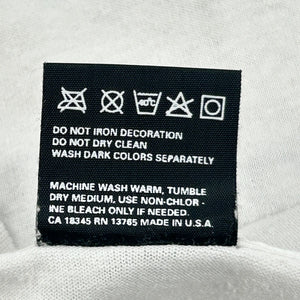 40°C
DO NOT IRON DECORATION
DO NOT DRY CLEAN
WASH DARK COLORS SEPARATELY
MACHINE WASH WARM, TUMBLE
DRY MEDIUM, USE NON-CHLOR-
INE BLEACH ONLY IF NEEDED.
CA 18345 RN 13765 MADE IN U.S.A.